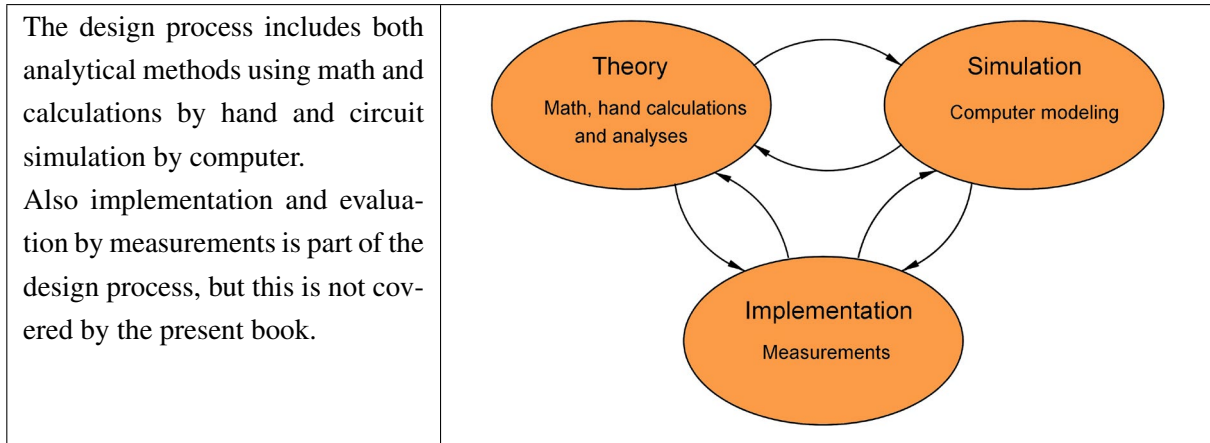 The design process includes both
analytical methods using math and
calculations by hand and circuit
simulation by computer.
Also implementation and evalua-
tion by measurements is part of the
design process, but this is not cov-
ered by the present book.
Theory
Math, hand calculations
and analyses
Simulation
Computer modeling
Implementation
Measurements